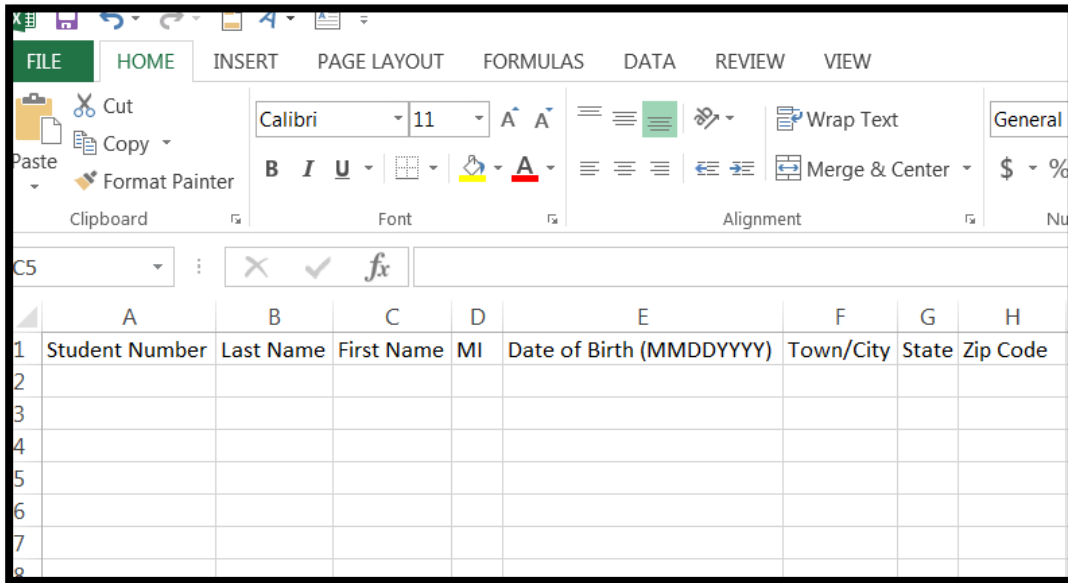 FILE HOME INSERT PAGE LAYOUT FORMULAS DATA REVIEW VIEW
Cut
Copy
Paste
Format Painter
Calibri 11
B I U A
Wrap Text
Merge & Center
General
$ %
Clipboard Font Alignment Nu
C5 fx
A B C D E F G H
1 Student Number Last Name First Name MI Date of Birth (MMDDYYYY) Town/City State Zip Code
2
3
4
5
6
7
8